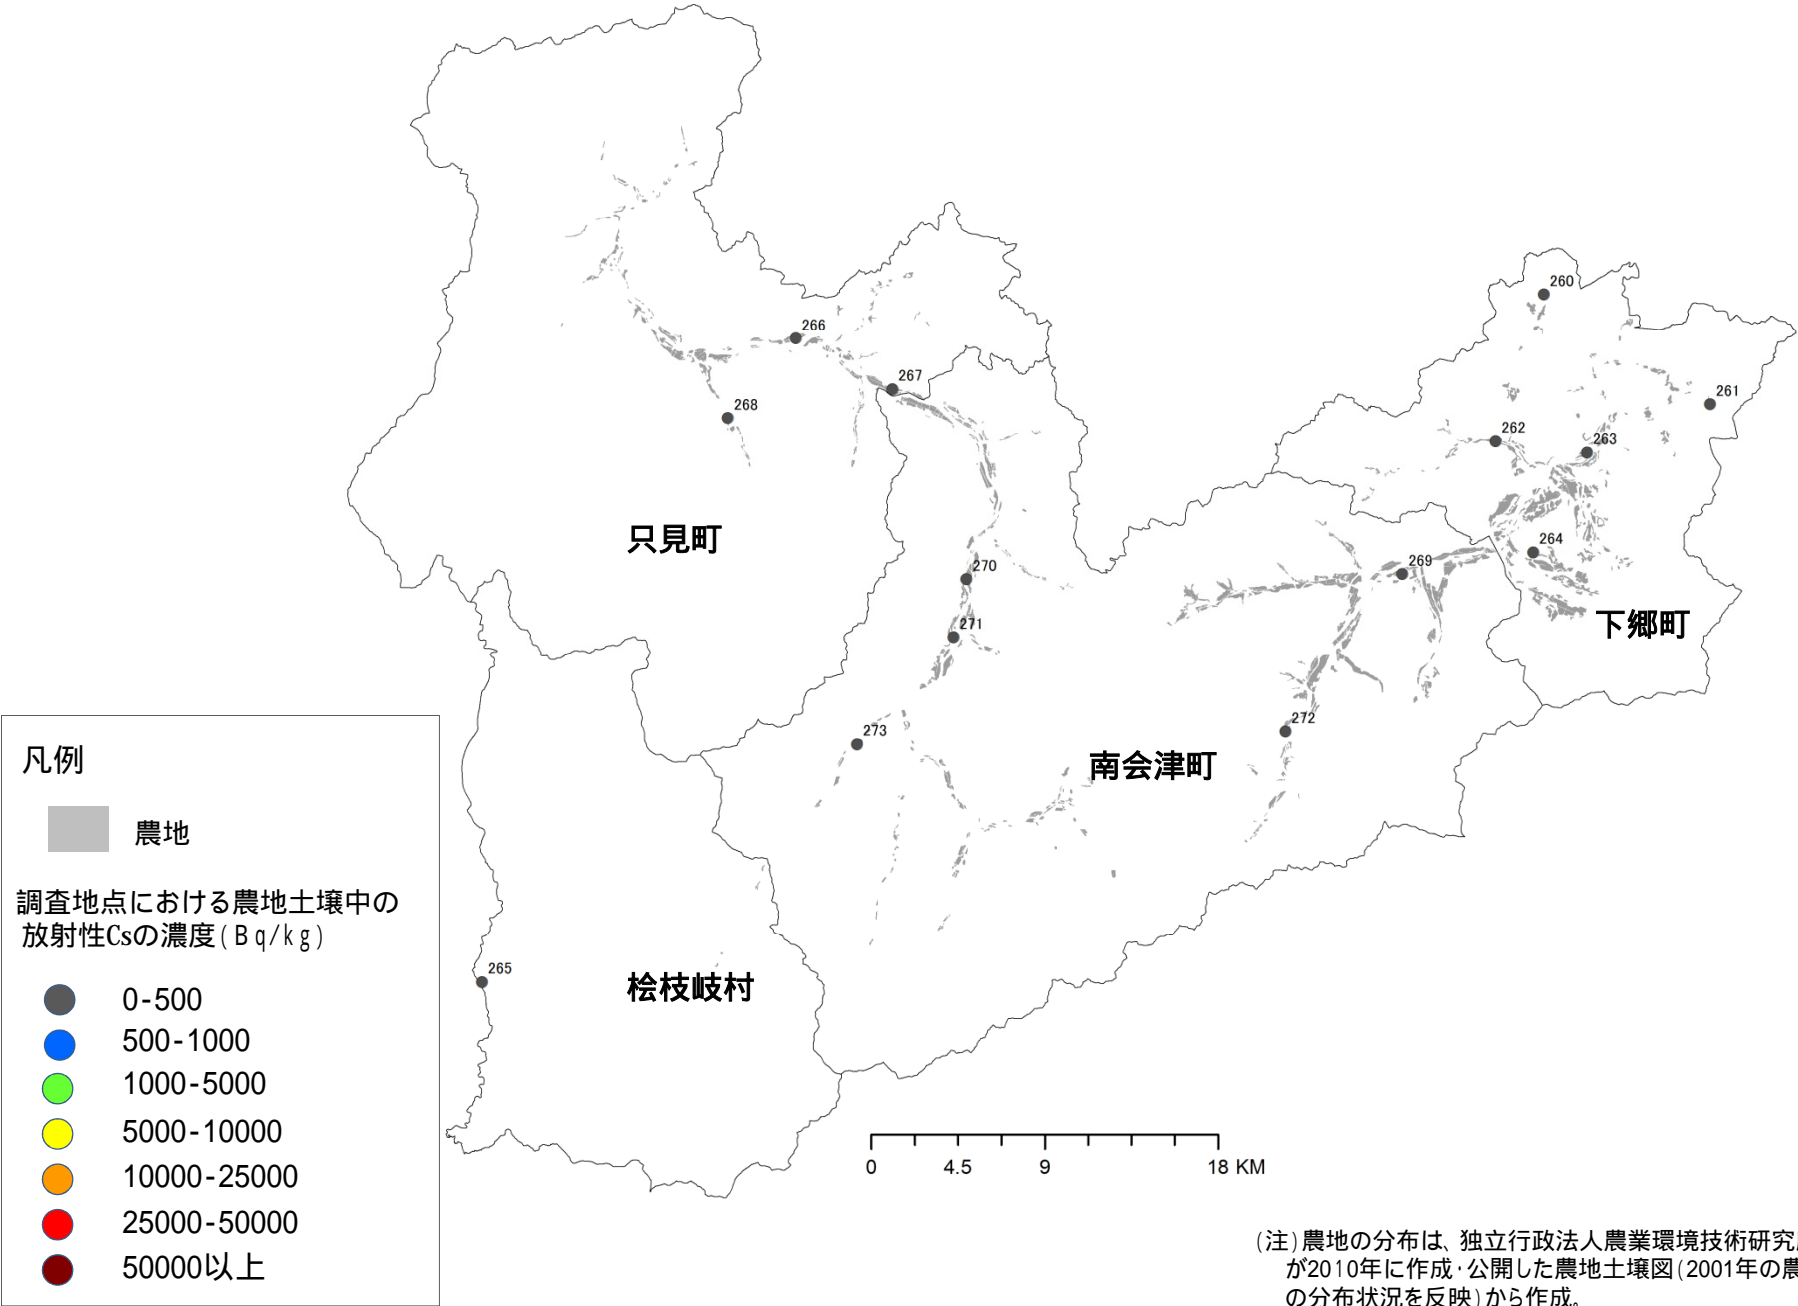 260
261
262
263
264
265
266
267
268
269
270
271
272
273
只見町
下郷町
南会津町
桧枝岐村
凡例
農地
調査地点における農地土壌中の
放射性Csの濃度(Bq/kg)
0-500
500-1000
1000-5000
5000-10000
10000-25000
25000-50000
50000以上
0 4.5 9 18 KM
(注)農地の分布は、独立行政法人農業環境技術研究
が2010年に作成・公開した農地土壌図(2001年の農
の分布状況を反映)から作成。